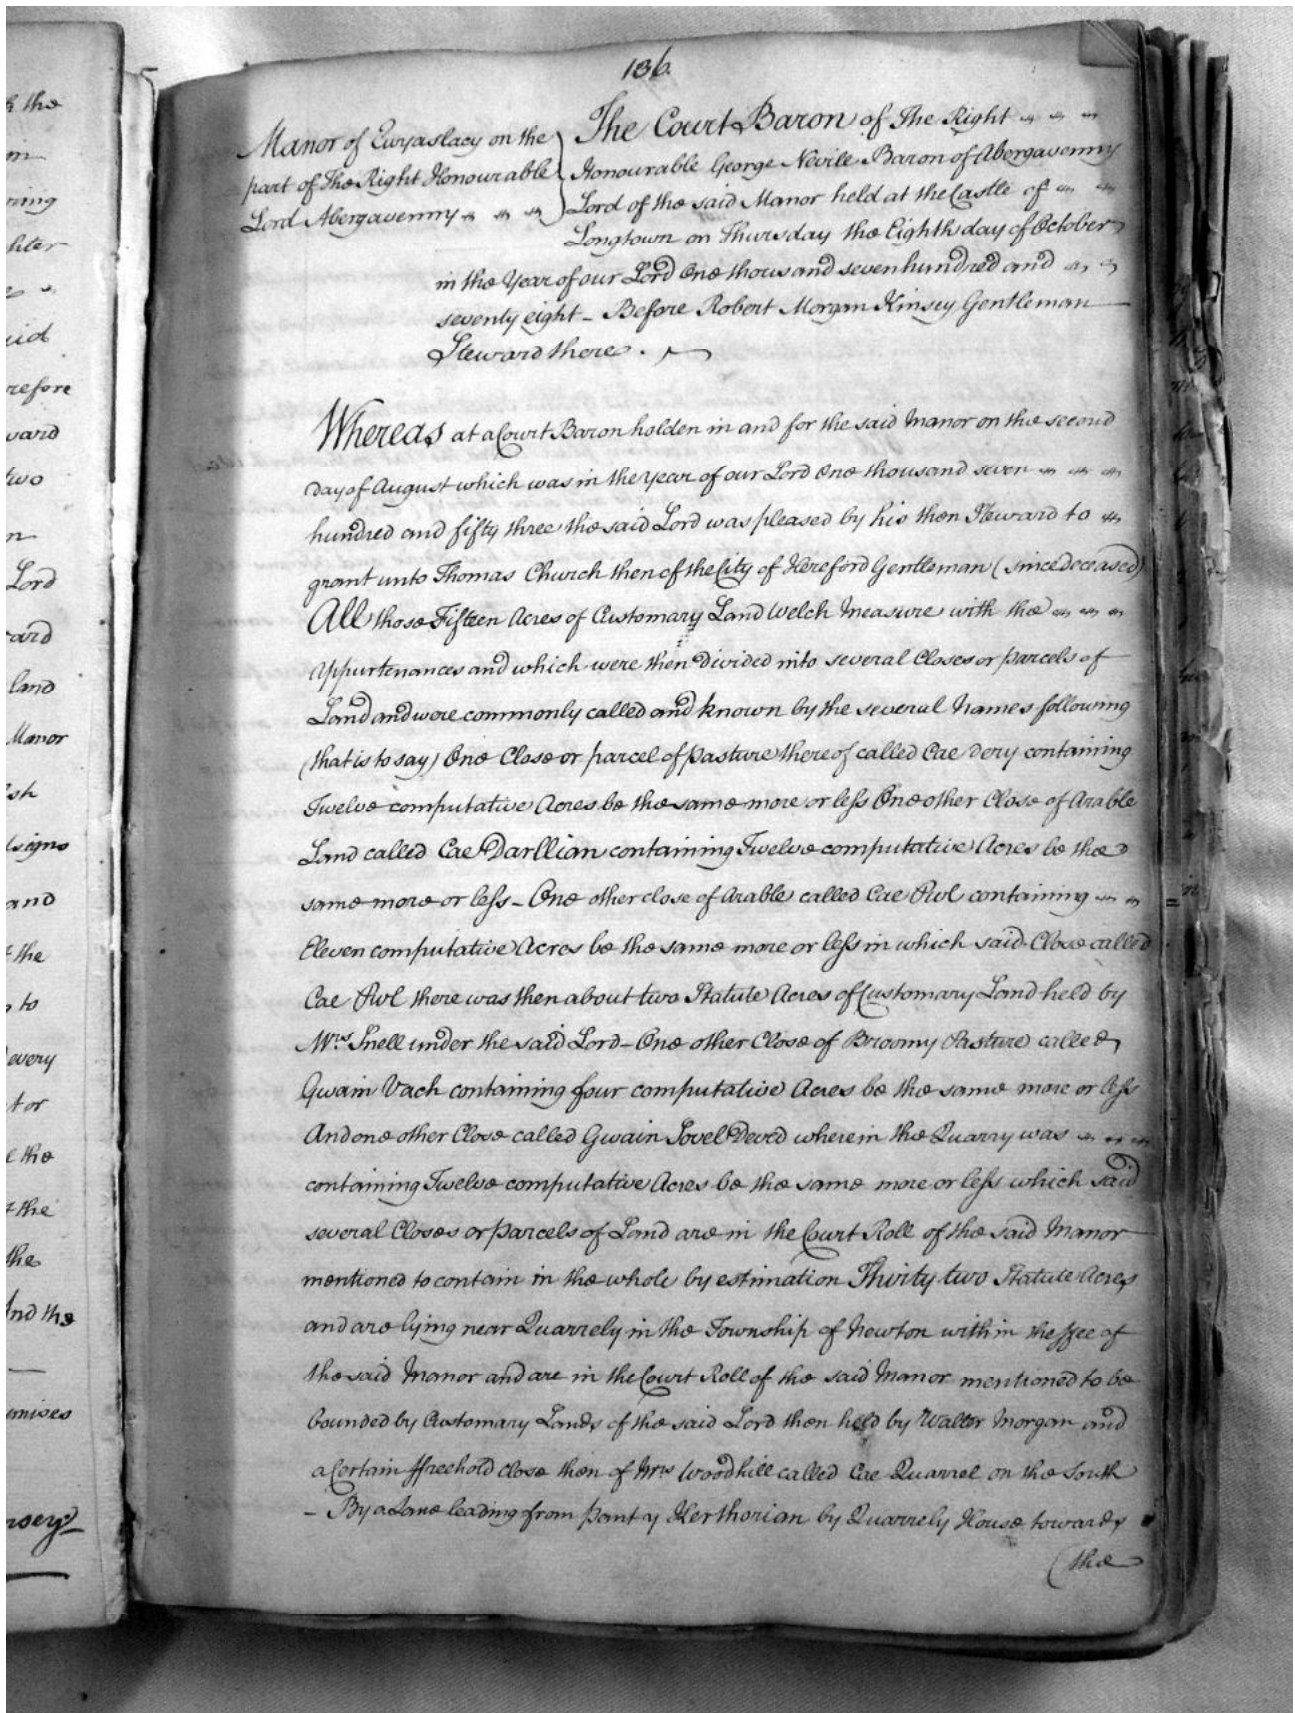 186.
Manor of Ewyaslacy on the
part of The Right Honourable
Lord Abergavenny
The Court Baron of The Right
Honourable George Nevile Baron of Abergavenny
Lord of the said Manor held at the Castle of
Longtown on Thursday the Eighth day of October
in the Year of our Lord One thousand seven hundred and
seventy eight - Before Robert Morgan Kinsey Gentleman
Steward there.
Whereas at a Court Baron holden in and for the said Manor on the second
day of August which was in the year of our Lord One thousand seven
hundred and fifty three the said Lord was pleased by his then Steward to
grant unto Thomas Church then of the City of Hereford Gentleman (since deceased)
All those Fifteen Acres of Customary Land Welch Measure with the
Appurtenances and which were then divided into several Closes or parcels of
Land and were commonly called and known by the several Names following
(that is to say) One Close or parcel of pasture thereof called Cae dery containing
Twelve computative Acres be the same more or less One other Close of Arable
Land called Cae Darllian containing Twelve computative Acres be the
same more or less - One other close of Arable called Cae Pwl containing
Eleven computative Acres be the same more or less in which said Close called
Cae Pwl there was then about two Statute Acres of Customary Land held by
Mrs. Snell under the said Lord - One other Close of Broomy Pasture called
Gwain Vach containing four computative Acres be the same more or less
And one other Close called Gwain Sovel Deved wherein the Quarry was
containing Twelve computative Acres be the same more or less which said
several Closes or parcels of Land are in the Court Roll of the said Manor
mentioned to contain in the whole by estimation Thirity two Statute Acres
and are lying near Quarrely in the Township of Newton within the ffee of
the said Manor and are in the Court Roll of the said Manor mentioned to be
bounded by Customary Lands of the said Lord then held by Walter Morgan and
a Certain ffreehold close then of Mrs Woodhill called Cae Quarrel on the South
- By a Lane leading from pant y Kerthorian by Quarrely House towards
(the